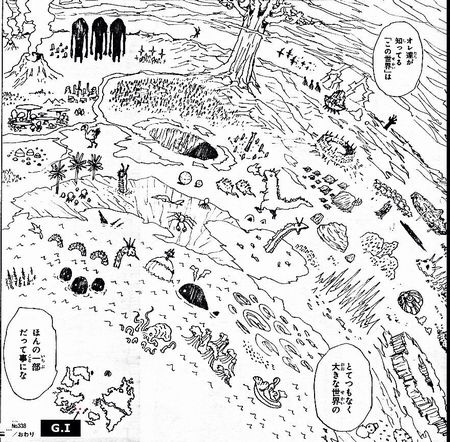 オレ達が
知ってる
「この世界」は
とてつもなく
大きな世界の
ほんの一部
だって事にな
№338
/おわり
G.I